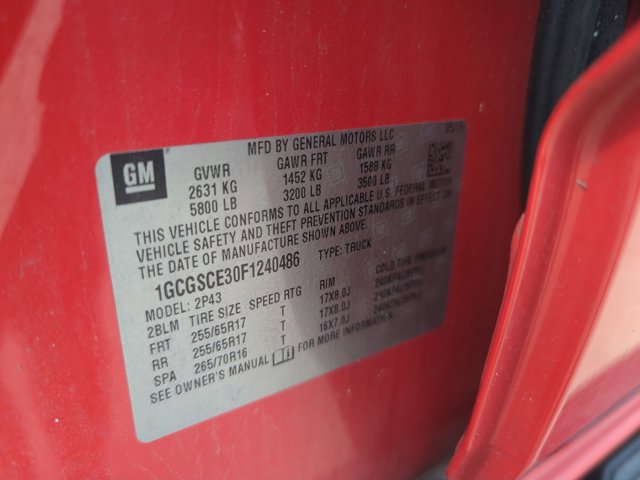 MFD BY GENERAL MOTORS LLC
GM
GVWR GAWR FRT GAWR RR
2631 KG 1452 KG 1588 KG
5800 LB 3200 LB 3500 LB
THIS VEHICLE CONFORMS TO ALL APPLICABLE U.S. FEDERAL MOTOR
VEHICLE SAFETY AND THEFT PREVENTION STANDARDS IN EFFECT ON
THE DATE OF MANUFACTURE SHOWN ABOVE.
1GCGSCE30F1240486 TYPE: TRUCK
MODEL: 2P43
2BLM TIRE SIZE SPEED RTG RIM COLD TIRE PRESSURE
FRT 255/65R17 T 17X8.0J
RR 255/65R17 T 17X8.0J
SPA 265/70R16 T 16X7.0J
SEE OWNER'S MANUAL FOR MORE INFORMATION.